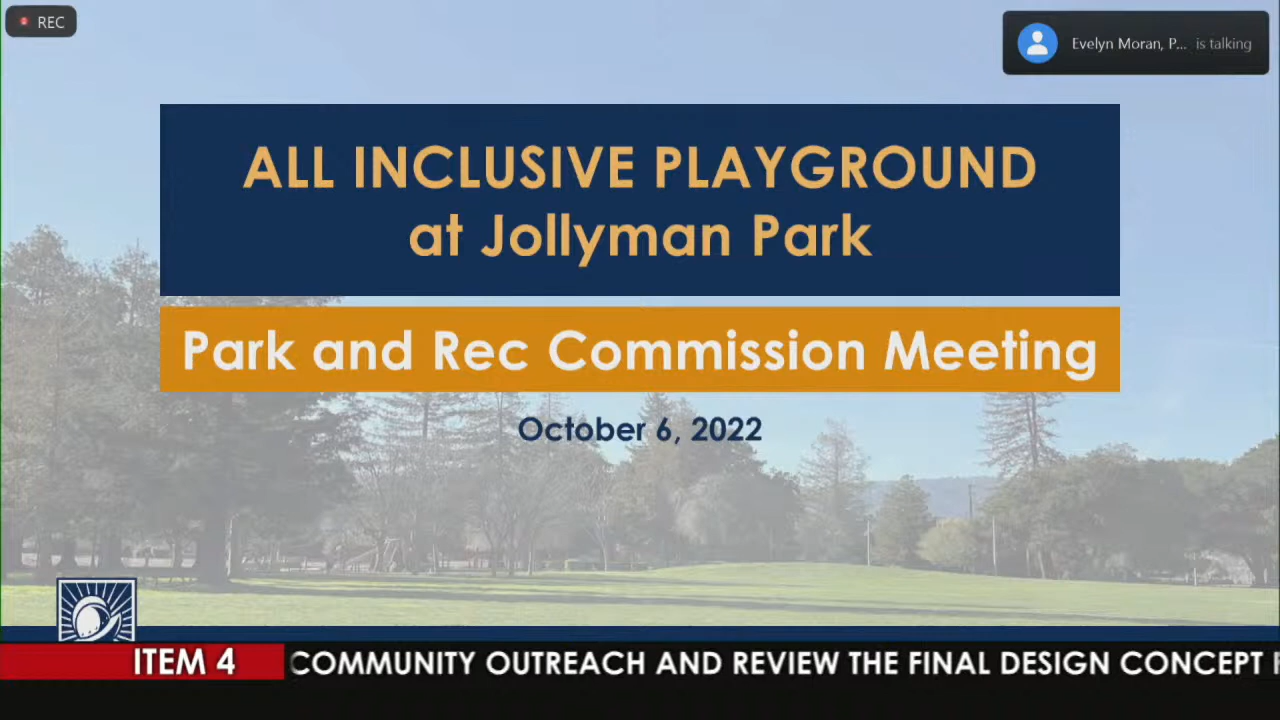 REC
Evelyn Moran, P... is talking
ALL INCLUSIVE PLAYGROUND
at Jollyman Park
Park and Rec Commission Meeting
October 6, 2022
ITEM 4
COMMUNITY OUTREACH AND REVIEW THE FINAL DESIGN CONCEPT